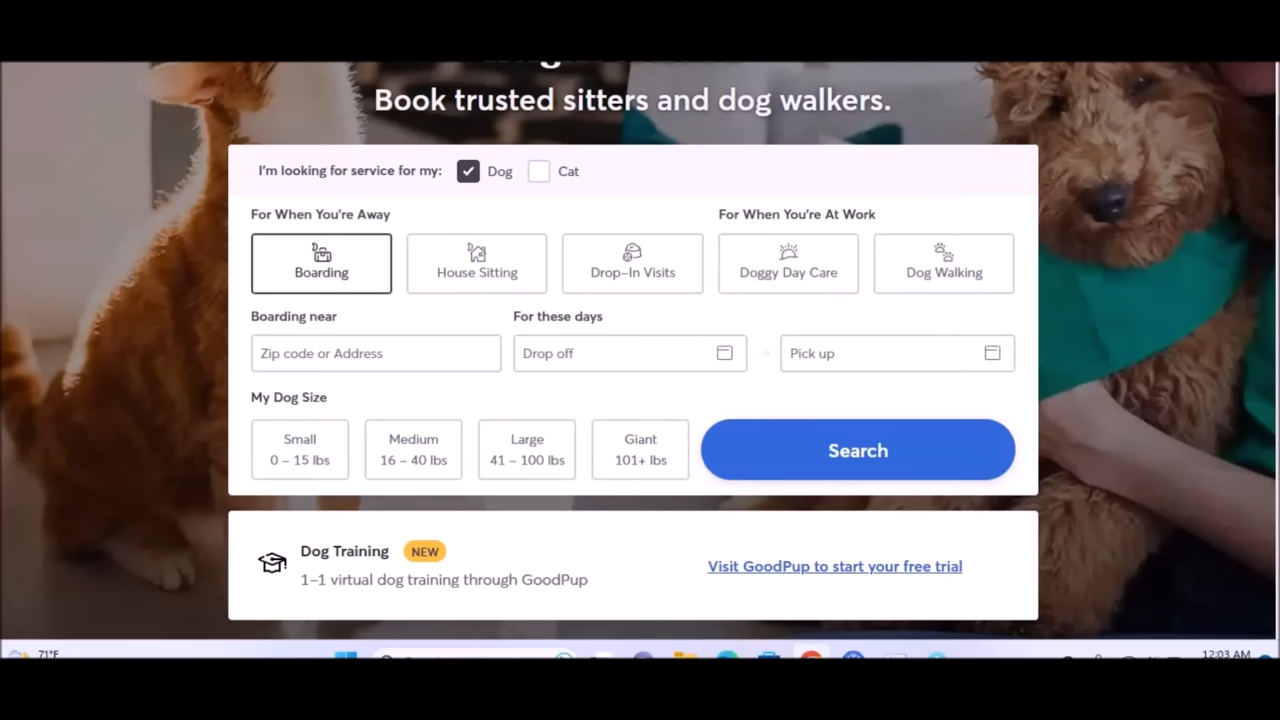 Book trusted sitters and dog walkers.
I'm looking for service for my: Dog Cat
For When You're Away For When You're At Work
Boarding House Sitting Drop-In Visits Doggy Day Care Dog Walking
Boarding near For these days
Zip code or Address Drop off → Pick up
My Dog Size
Small Medium Large Giant
0 – 15 lbs 16 – 40 lbs 41 – 100 lbs 101+ lbs
Search
Dog Training NEW
1–1 virtual dog training through GoodPup
Visit GoodPup to start your free trial
71°F 12:03 AM